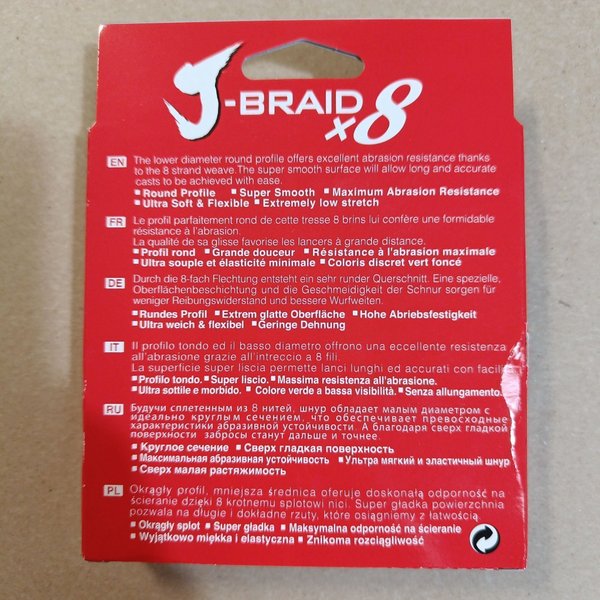 J-BRAID
x8
EN The lower diameter round profile offers excellent abrasion resistance thanks
to the 8 strand weave.The super smooth surface will allow long and accurate
casts to be achieved with ease.
▪ Round Profile ▪ Super Smooth ▪ Maximum Abrasion Resistance
▪ Ultra Soft & Flexible ▪ Extremely low stretch
FR Le profil parfaitement rond de cette tresse 8 brins lui confère une formidable
résistance à l'abrasion.
La qualité de sa glisse favorise les lancers à grande distance.
▪ Profil rond ▪ Grande douceur ▪ Résistance à l'abrasion maximale
▪ Ultra souple et élasticité minimale ▪ Coloris discret vert foncé
DE Durch die 8-fach Flechtung entsteht ein sehr runder Querschnitt. Eine spezielle,
Oberflächenbeschichtung und die Geschmeidigkeit der Schnur sorgen für
weniger Reibungswiderstand und bessere Wurfweiten.
▪ Rundes Profil ▪ Extrem glatte Oberfläche ▪ Hohe Abriebsfestigkeit
▪ Ultra weich & flexibel ▪ Geringe Dehnung
IT Il profilo tondo ed il basso diametro offrono una eccellente resistenza
all'abrasione grazie all'intreccio a 8 fili.
La superficie super liscia permette lanci lunghi ed accurati con
▪ Profilo tondo. ▪ Super liscio. ▪ Massima resistenza all'abrasione.
▪ Ultra sottile e morbido. ▪ Colore verde a bassa visibilità. ▪ Senza allungamento.
RU Будучи сплетенным из 8 нитей, шнур обладает малым диаметром с
идеально круглым сечением, что обеспечивает превосходные
характеристики абразивной устойчивости. А благодаря сверх гладкой
поверхности забросы станут дальше и точнее.
▪ Круглое сечение ▪ Сверх гладкая поверхность
▪ Максимальная абразивная устойчивость ▪ Ультра мягкий и эластичный шнур
▪ Сверх малая растяжимость
PL Okrągły profil, mniejsza średnica oferuje doskonałą odporność na
ścieranie dzięki 8 krotnemu splotowi nici. Super gładka powierzchnia
pozwala na długie i dokładne rzuty, które osiągniemy z łatwością.
▪ Okrągły splot ▪ Super gładka ▪ Maksymalna odporność na ścieranie
▪ Wyjątkowo miękka i elastyczna ▪ Znikoma rozciągliwość